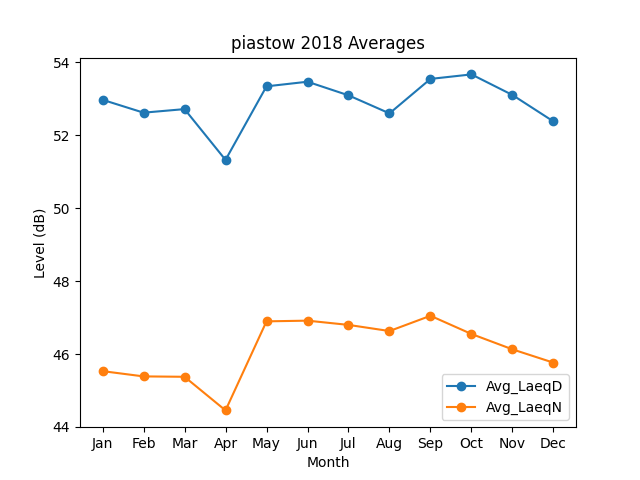 piastow 2018 Averages
54
52
50
48
46
44
Level (dB)
Jan Feb Mar Apr May Jun Jul Aug Sep Oct Nov Dec
Month
Avg_LaeqD
Avg_LaeqN